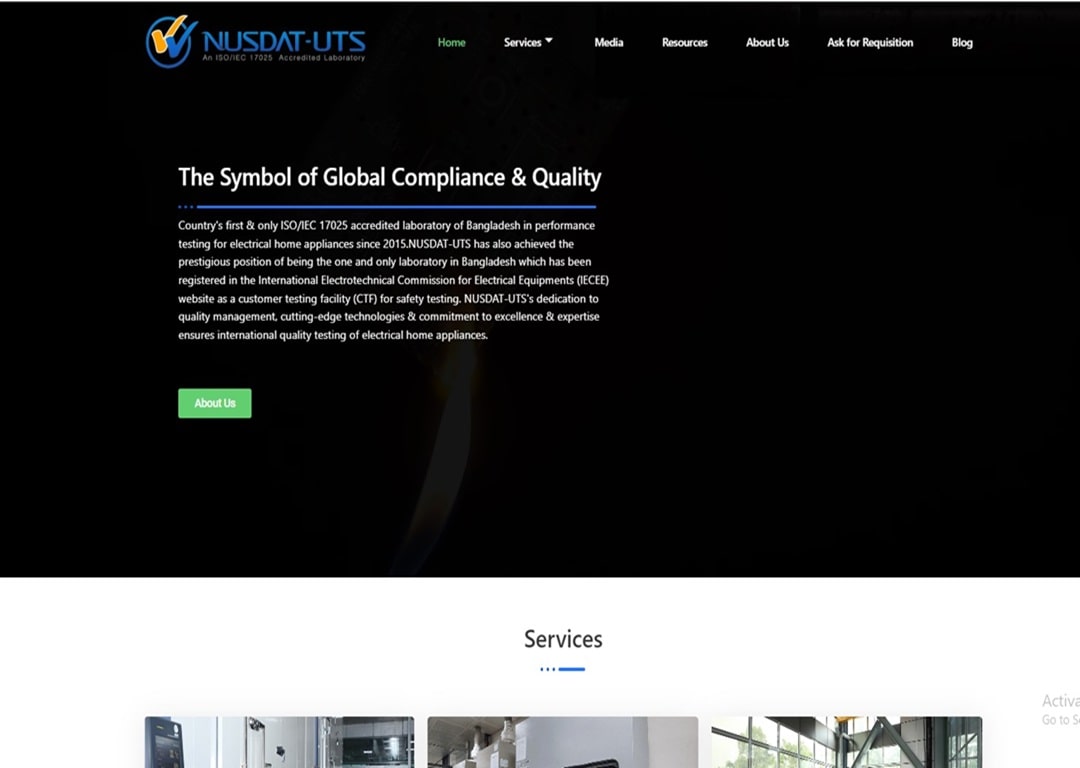 NUSDAT-UTS
An ISO/IEC 17025 Accredited Laboratory
Home Services Media Resources About Us Ask for Requisition Blog
The Symbol of Global Compliance & Quality
Country's first & only ISO/IEC 17025 accredited laboratory of Bangladesh in performance
testing for electrical home appliances since 2015.NUSDAT-UTS has also achieved the
prestigious position of being the one and only laboratory in Bangladesh which has been
registered in the International Electrotechnical Commission for Electrical Equipments (IECEE)
website as a customer testing facility (CTF) for safety testing. NUSDAT-UTS's dedication to
quality management, cutting-edge technologies & commitment to excellence & expertise
ensures international quality testing of electrical home appliances.
About Us
Services
Activa
Go to S